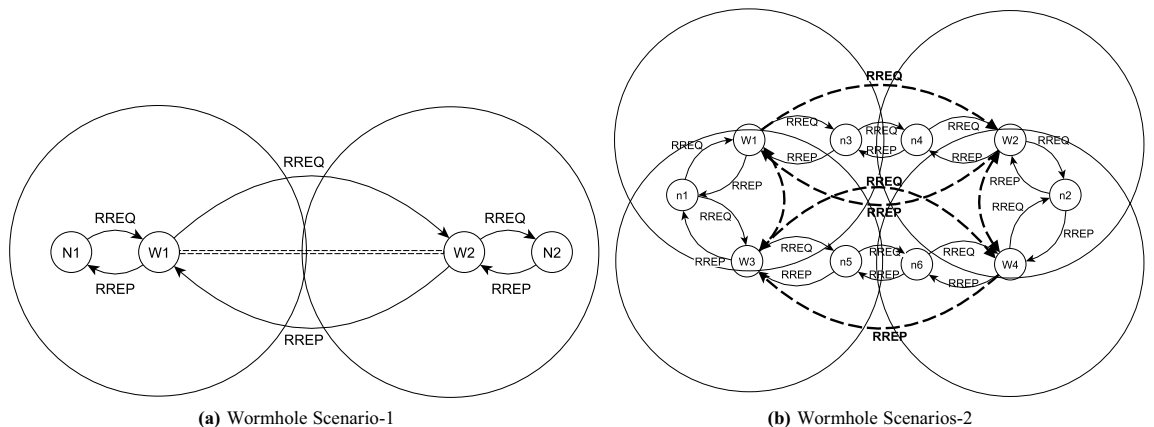 RREQ
RREQ
RREQ
N1
W1
W2
N2
RREP
RREP
RREP
(a) Wormhole Scenario-1
RREQ
RREQ
RREQ
RREQ
W1
n3
n4
W2
RREQ
RREQ
RREP
RREP
RREP
RREP
RREQ
RREP
n1
n2
RREQ
RREP
RREQ
RREP
RREQ
RREQ
RREQ
RREP
W3
n5
n6
W4
RREP
RREP
RREP
RREP
(b) Wormhole Scenarios-2